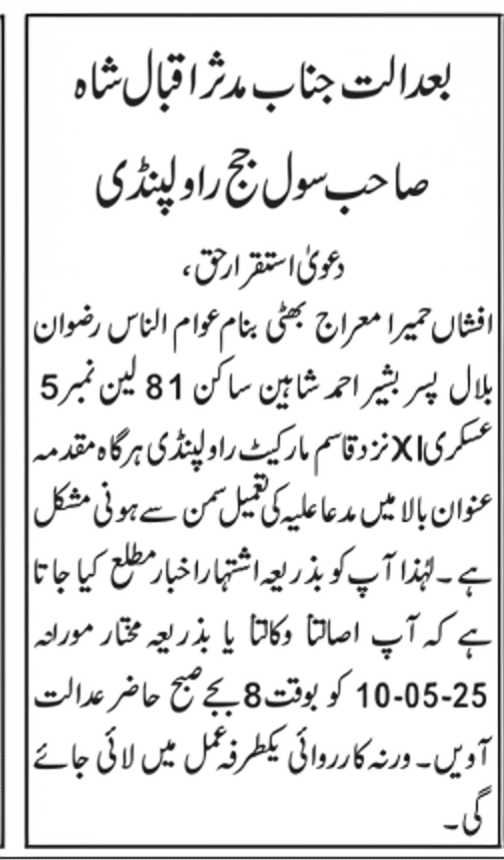 بعدالت جناب مدثر اقبال شاہ
صاحب سول جج راولپنڈی
دعویٰ استقرار حق،
افشاں حمیرا معراج بھٹی بنام عوام الناس رضوان
بلال پسر بشیر احمد شاہین ساکن 81 لین نمبر 5
عسکری XI نزد قاسم مارکیٹ راولپنڈی ہرگاہ مقدمہ
عنوان بالا میں مدعا علیہ کی تعمیل سمن سے ہونی مشکل
ہے۔ لہٰذا آپ کو بذریعہ اشتہار اخبار مطلع کیا جاتا
ہے کہ آپ اصالتاً وکالتاً یا بذریعہ مختار مورانہ
10-05-25 کو بوقت 8 بجے صبح حاضر عدالت
آویں۔ ورنہ کارروائی یکطرفہ عمل میں لائی جائے
گی۔